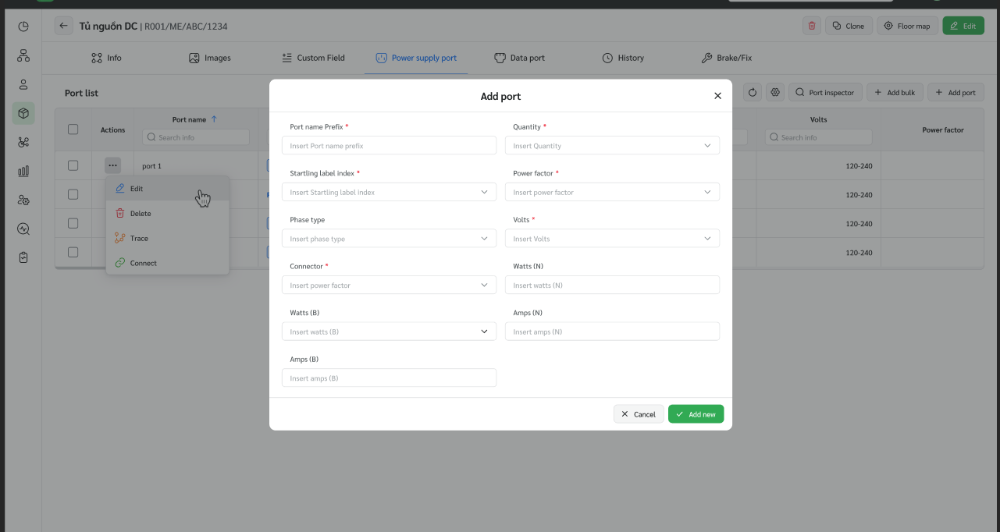 Tủ nguồn DC | R001/ME/ABC/1234
Clone
Floor map
Edit
Info
Images
Custom Field
Power supply port
Data port
History
Brake/Fix
Port list
Port inspector
Add bulk
Add port
Actions
Port name
Search info
Volts
Search info
Power factor
port 1
120-240
120-240
120-240
120-240
Edit
Delete
Trace
Connect
Add port
Port name Prefix *
Insert Port name prefix
Quantity *
Insert Quantity
Startling label index *
Insert Startling label index
Power factor *
Insert power factor
Phase type
Insert phase type
Volts *
Insert Volts
Connector *
Insert power factor
Watts (N)
Insert watts (N)
Watts (B)
Insert watts (B)
Amps (N)
Insert amps (N)
Amps (B)
Insert amps (B)
Cancel
Add new